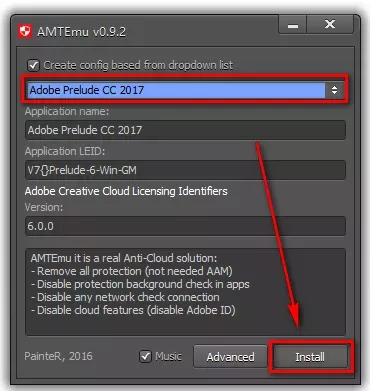 AMTEmu v0.9.2
Create config based from dropdown list
Adobe Prelude CC 2017
Application name:
Adobe Prelude CC 2017
Application LEID:
V7{}Prelude-6-Win-GM
Adobe Creative Cloud Licensing Identifiers
Version:
6.0.0
AMTEmu it is a real Anti-Cloud solution:
- Remove all protection (not needed AAM)
- Disable protection background check in apps
- Disable any network check connection
- Disable cloud features (disable Adobe ID)
PainteR, 2016 Music Advanced Install